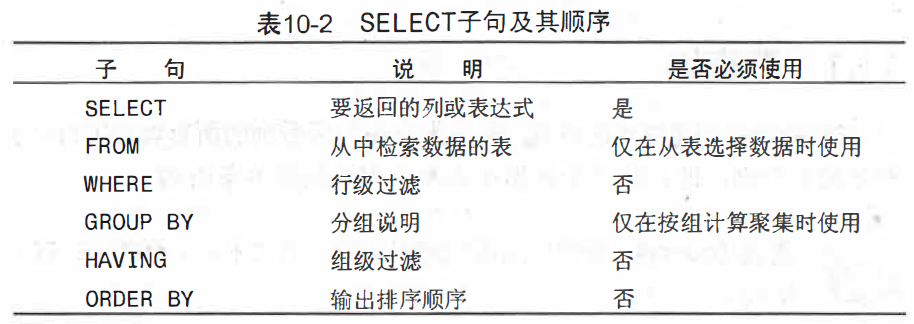 表10-2 SELECT子句及其顺序
子 句 说 明 是否必须使用
SELECT 要返回的列或表达式 是
FROM 从中检索数据的表 仅在从表选择数据时使用
WHERE 行级过滤 否
GROUP BY 分组说明 仅在按组计算聚集时使用
HAVING 组级过滤 否
ORDER BY 输出排序顺序 否